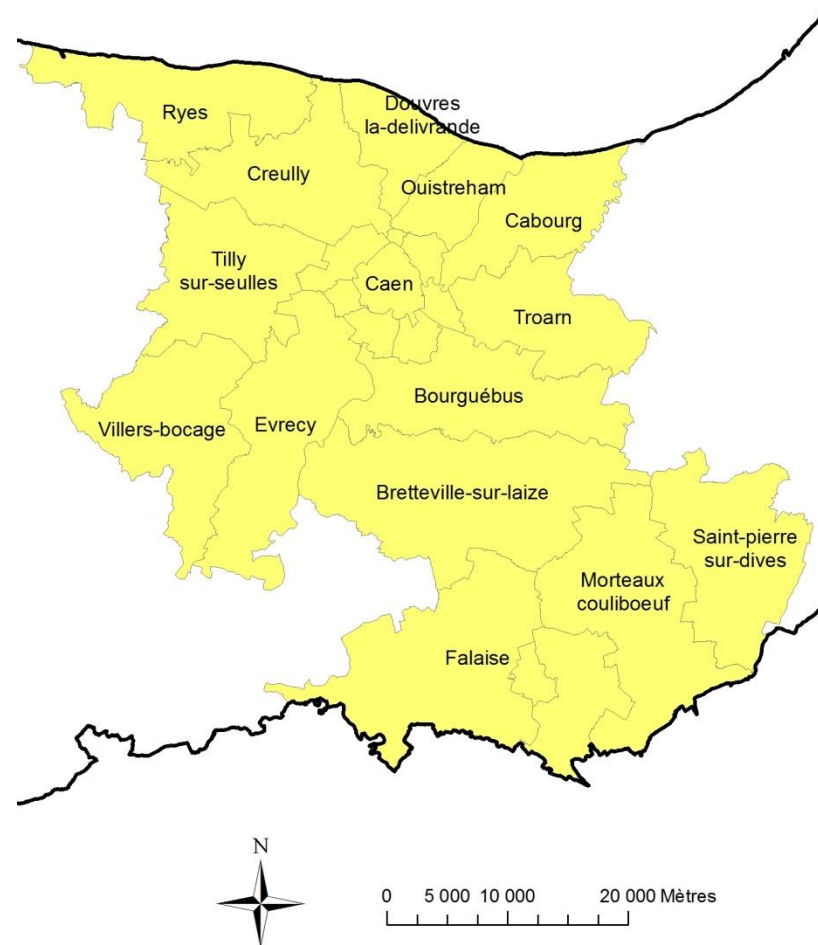 Douvres
la-delivrande
Ryes
Creully
Ouistreham
Cabourg
Tilly
sur-seulles
Caen
Troarn
Bourguébus
Villers-bocage
Evrecy
Bretteville-sur-laize
Saint-pierre
sur-dives
Morteaux
couliboeuf
Falaise
N
0 5 000 10 000 20 000 Mètres